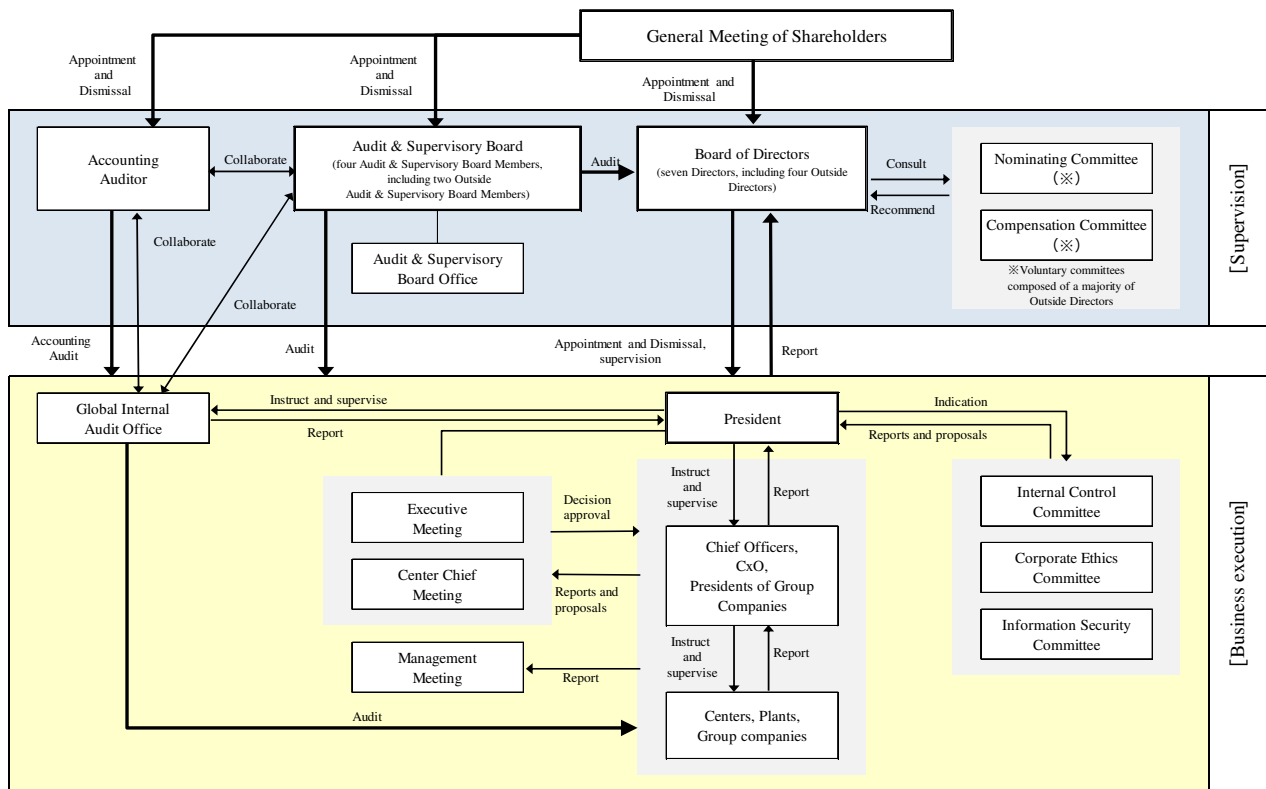 General Meeting of Shareholders
Appointment
and
Dismissal
Appointment
and
Dismissal
Appointment and
Dismissal
Accounting
Auditor
Collaborate
Audit & Supervisory Board
(four Audit & Supervisory Board Members,
including two Outside
Audit & Supervisory Board Members)
Audit
Board of Directors
(seven Directors, including four Outside
Directors)
Consult
Recommend
Nominating Committee
(※)
Compensation Committee
(※)
※Voluntary committees
composed of a majority of
Outside Directors
[Supervision]
Collaborate
Audit & Supervisory
Board Office
Collaborate
Accounting
Audit
Audit
Appointment and Dismissal,
supervision
Report
Global Internal
Audit Office
Instruct and supervise
Report
President
Indication
Reports and proposals
Executive
Meeting
Decision
approval
Instruct
and
supervise
Report
Internal Control
Committee
Center Chief
Meeting
Reports and
proposals
Chief Officers,
CxO,
Presidents of Group
Companies
Corporate Ethics
Committee
Information Security
Committee
[Business execution]
Management
Meeting
Report
Instruct
and
supervise
Report
Audit
Centers, Plants,
Group companies